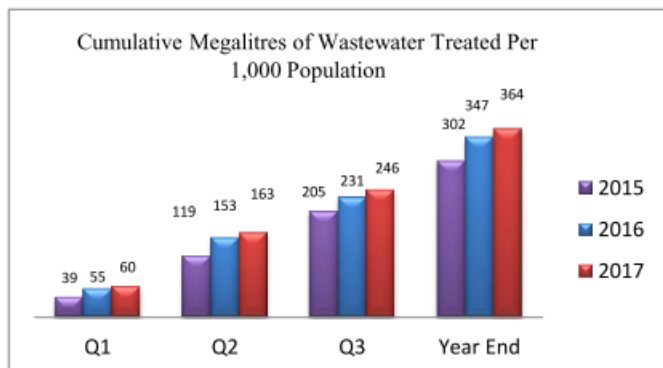 Cumulative Megalitres of Wastewater Treated Per
1,000 Population
39 55 60
119 153 163
205 231 246
302 347 364
Q1 Q2 Q3 Year End
2015
2016
2017